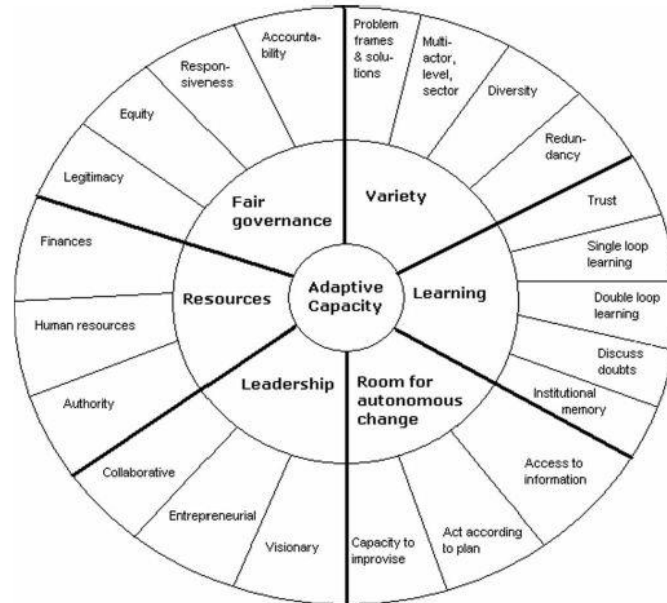 Accounta-
bility
Problem
frames
& solu-
tions
Multi-
actor,
level,
sector
Diversity
Redun-
dancy
Respon-
siveness
Equity
Legitimacy
Fair
governance
Variety
Trust
Single loop
learning
Double loop
learning
Discuss
doubts
Institutional
memory
Learning
Adaptive
Capacity
Resources
Finances
Human resources
Authority
Leadership
Room for
autonomous
change
Collaborative
Entrepreneurial
Visionary
Capacity to
improvise
Act according
to plan
Access to
information